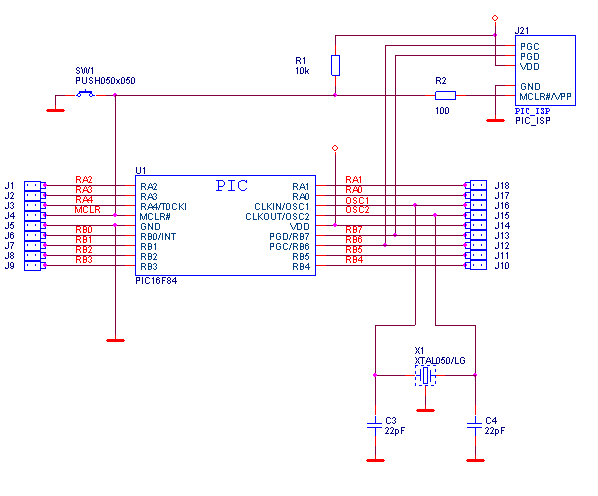 J21
PGC
PGD
VDD
GND
MCLR#/VPP
PIC_ISP
PIC_ISP
R1
10k
SW1
PUSH050x050
R2
100
U1
PIC
J1 RA2 RA2 RA1 RA1 J18
J2 RA3 RA3 RA0 RA0 J17
J3 RA4 RA4/T0CKI CLKIN/OSC1 OSC1 J16
J4 MCLR MCLR# CLKOUT/OSC2 OSC2 J15
J5 GND VDD J14
J6 RB0 RB0/INT PGD/RB7 RB7 J13
J7 RB1 RB1 PGC/RB6 RB6 J12
J8 RB2 RB2 RB5 RB5 J11
J9 RB3 RB3 RB4 RB4 J10
PIC16F84
X1
XTAL050/LG
C3
22pF
C4
22pF